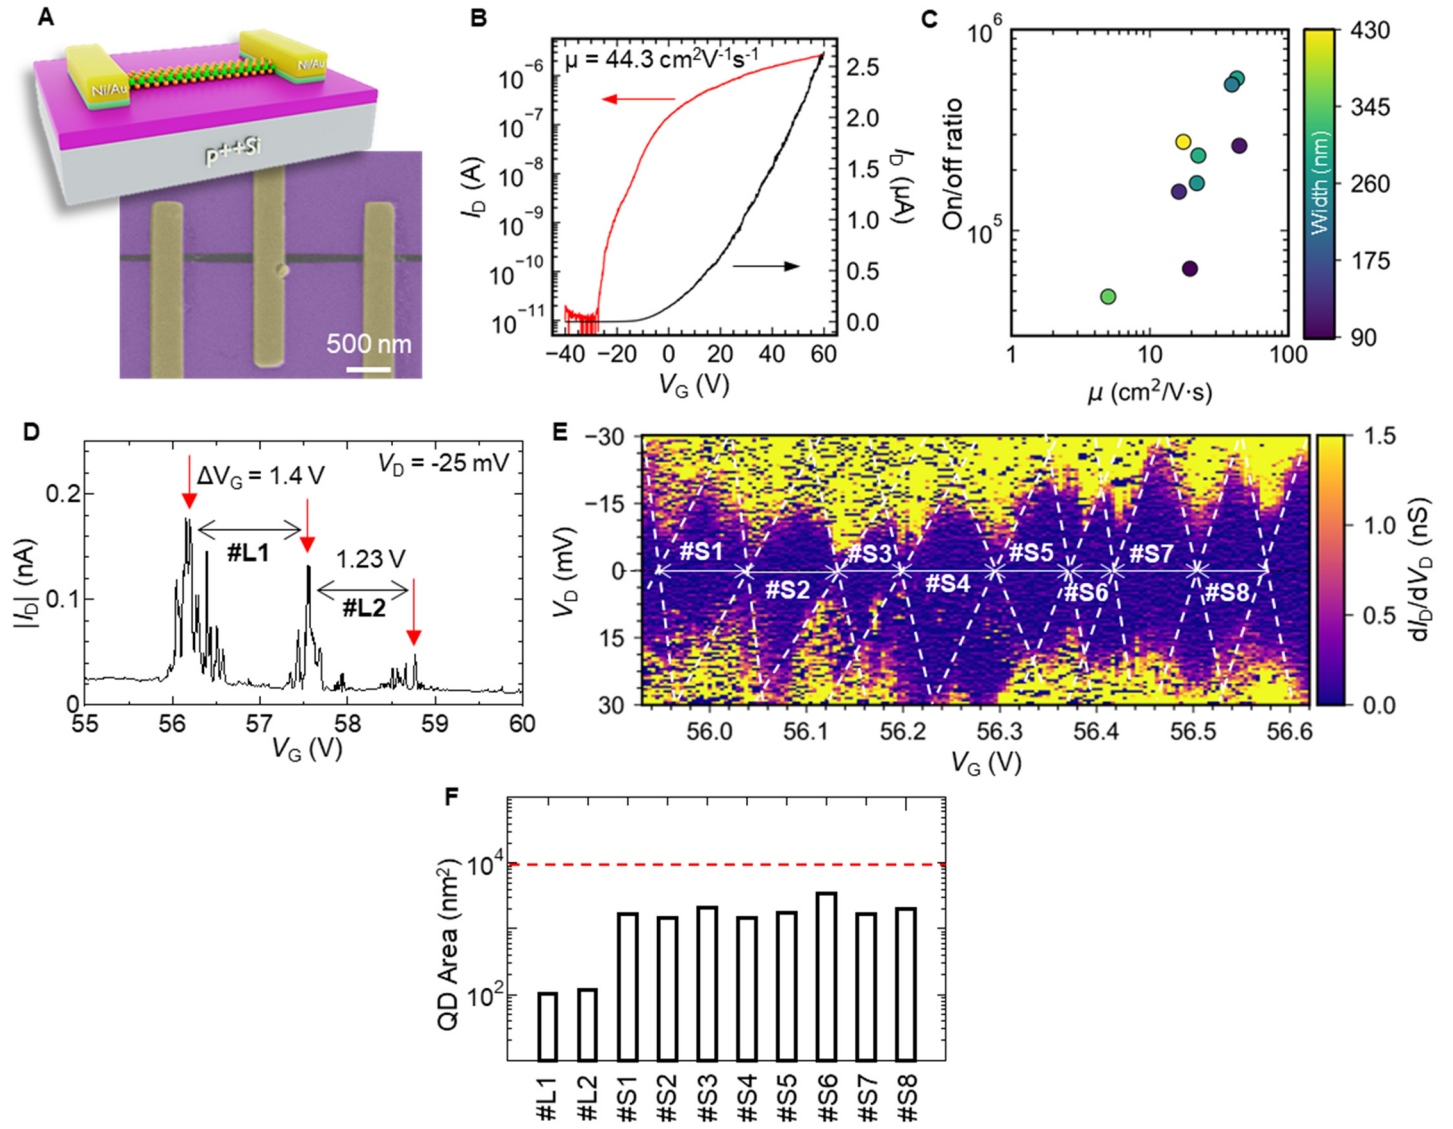 A
Ni/Au
Ni/Au
p++Si
500 nm
B
μ = 44.3 cm²V⁻¹s⁻¹
10⁻⁶
10⁻⁷
10⁻⁸
10⁻⁹
10⁻¹⁰
10⁻¹¹
I_D (A)
2.5
2.0
1.5
1.0
0.5
0.0
I_D (μA)
−40 −20 0 20 40 60
V_G (V)
C
10⁶
10⁵
On/off ratio
1 10 100
μ (cm²/V·s)
430
345
260
175
90
Width (nm)
D
V_D = -25 mV
ΔV_G = 1.4 V
#L1
1.23 V
#L2
0.2
0.1
0
|I_D| (nA)
55 56 57 58 59 60
V_G (V)
E
−30
−15
0
15
30
V_D (mV)
#S1
#S2
#S3
#S4
#S5
#S6
#S7
#S8
56.0 56.1 56.2 56.3 56.4 56.5 56.6
V_G (V)
1.5
1.0
0.5
0.0
dI_D/dV_D (nS)
F
10⁴
10²
QD Area (nm²)
#L1 #L2 #S1 #S2 #S3 #S4 #S5 #S6 #S7 #S8